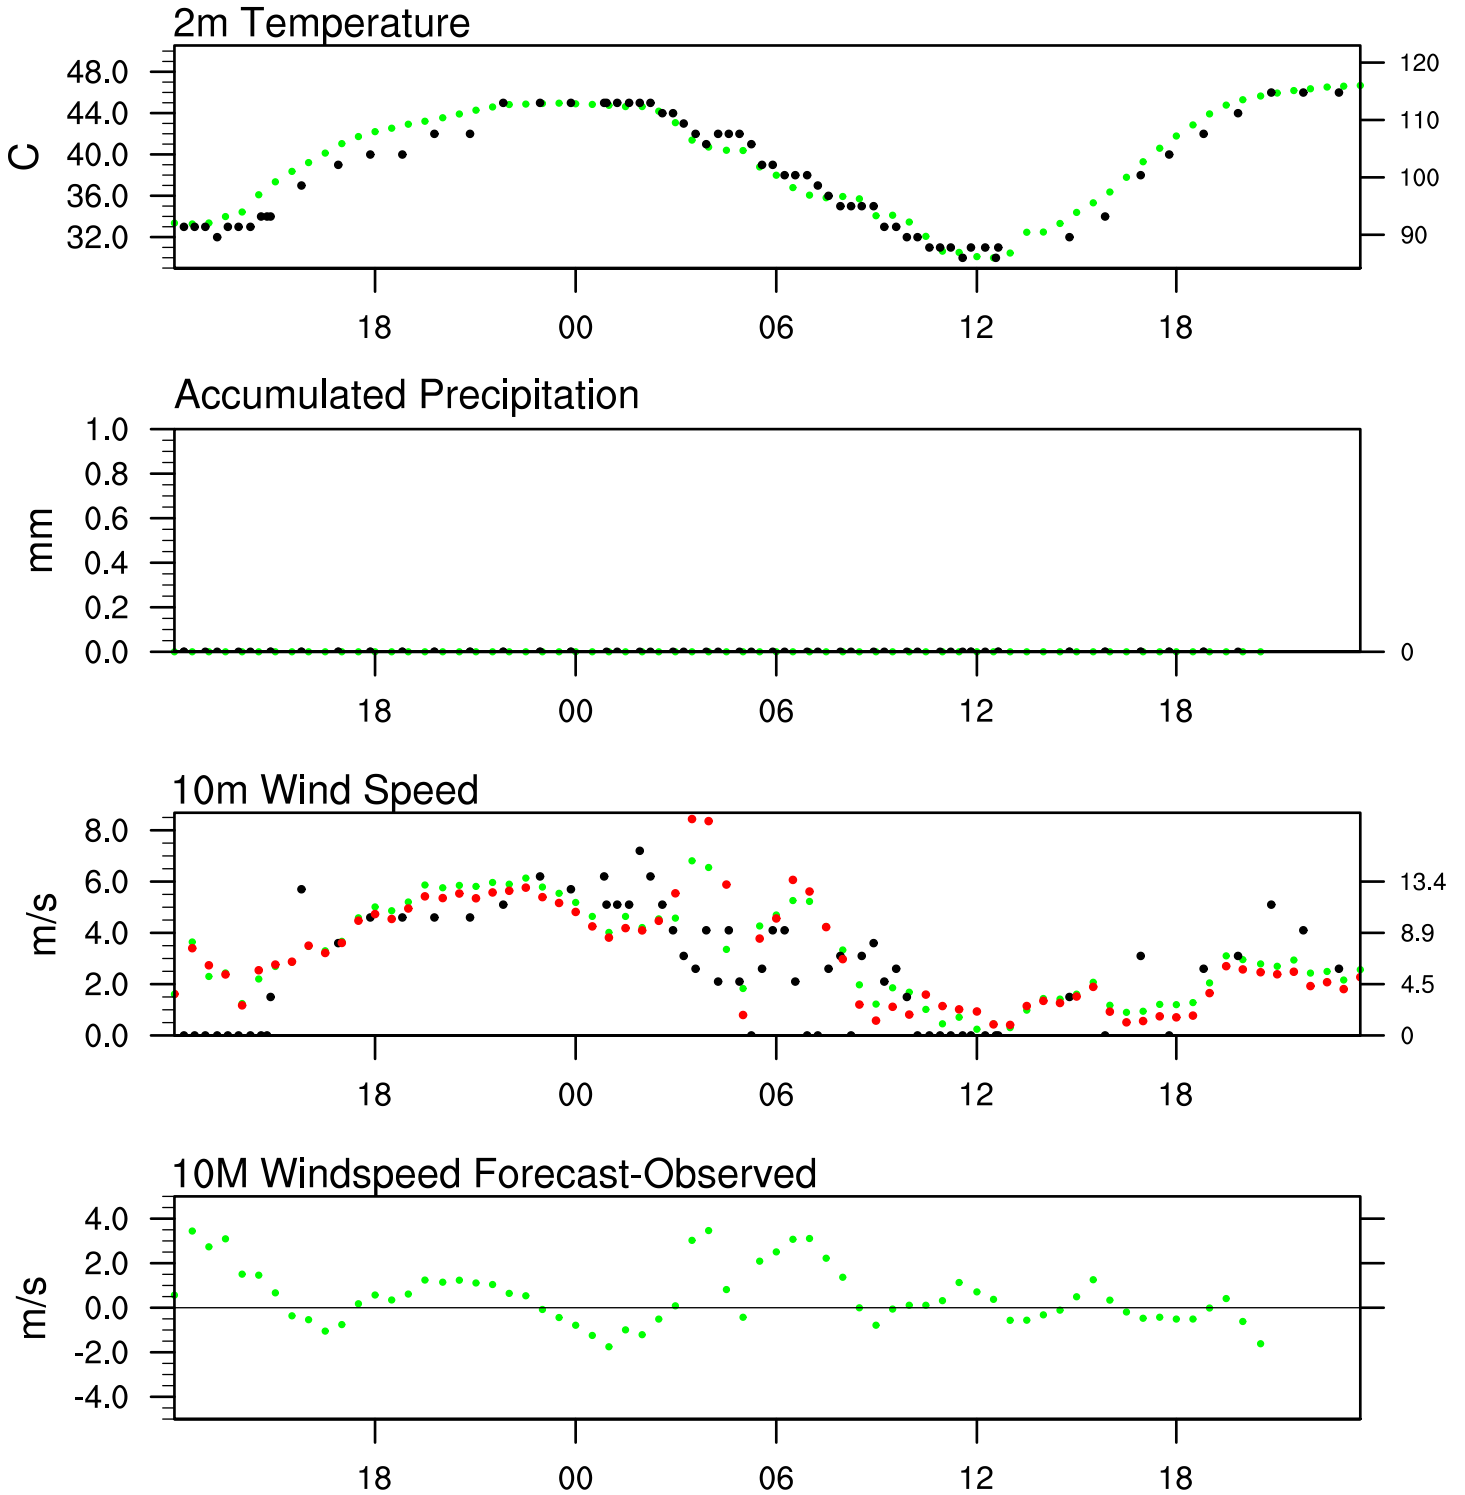 2m Temperature
48.0
44.0
40.0
36.0
32.0
C
120
110
100
90
18 00 06 12 18
Accumulated Precipitation
1.0
0.8
0.6
0.4
0.2
0.0
mm
0
18 00 06 12 18
10m Wind Speed
8.0
6.0
4.0
2.0
0.0
m/s
13.4
8.9
4.5
0
18 00 06 12 18
10M Windspeed Forecast-Observed
4.0
2.0
0.0
-2.0
-4.0
m/s
18 00 06 12 18